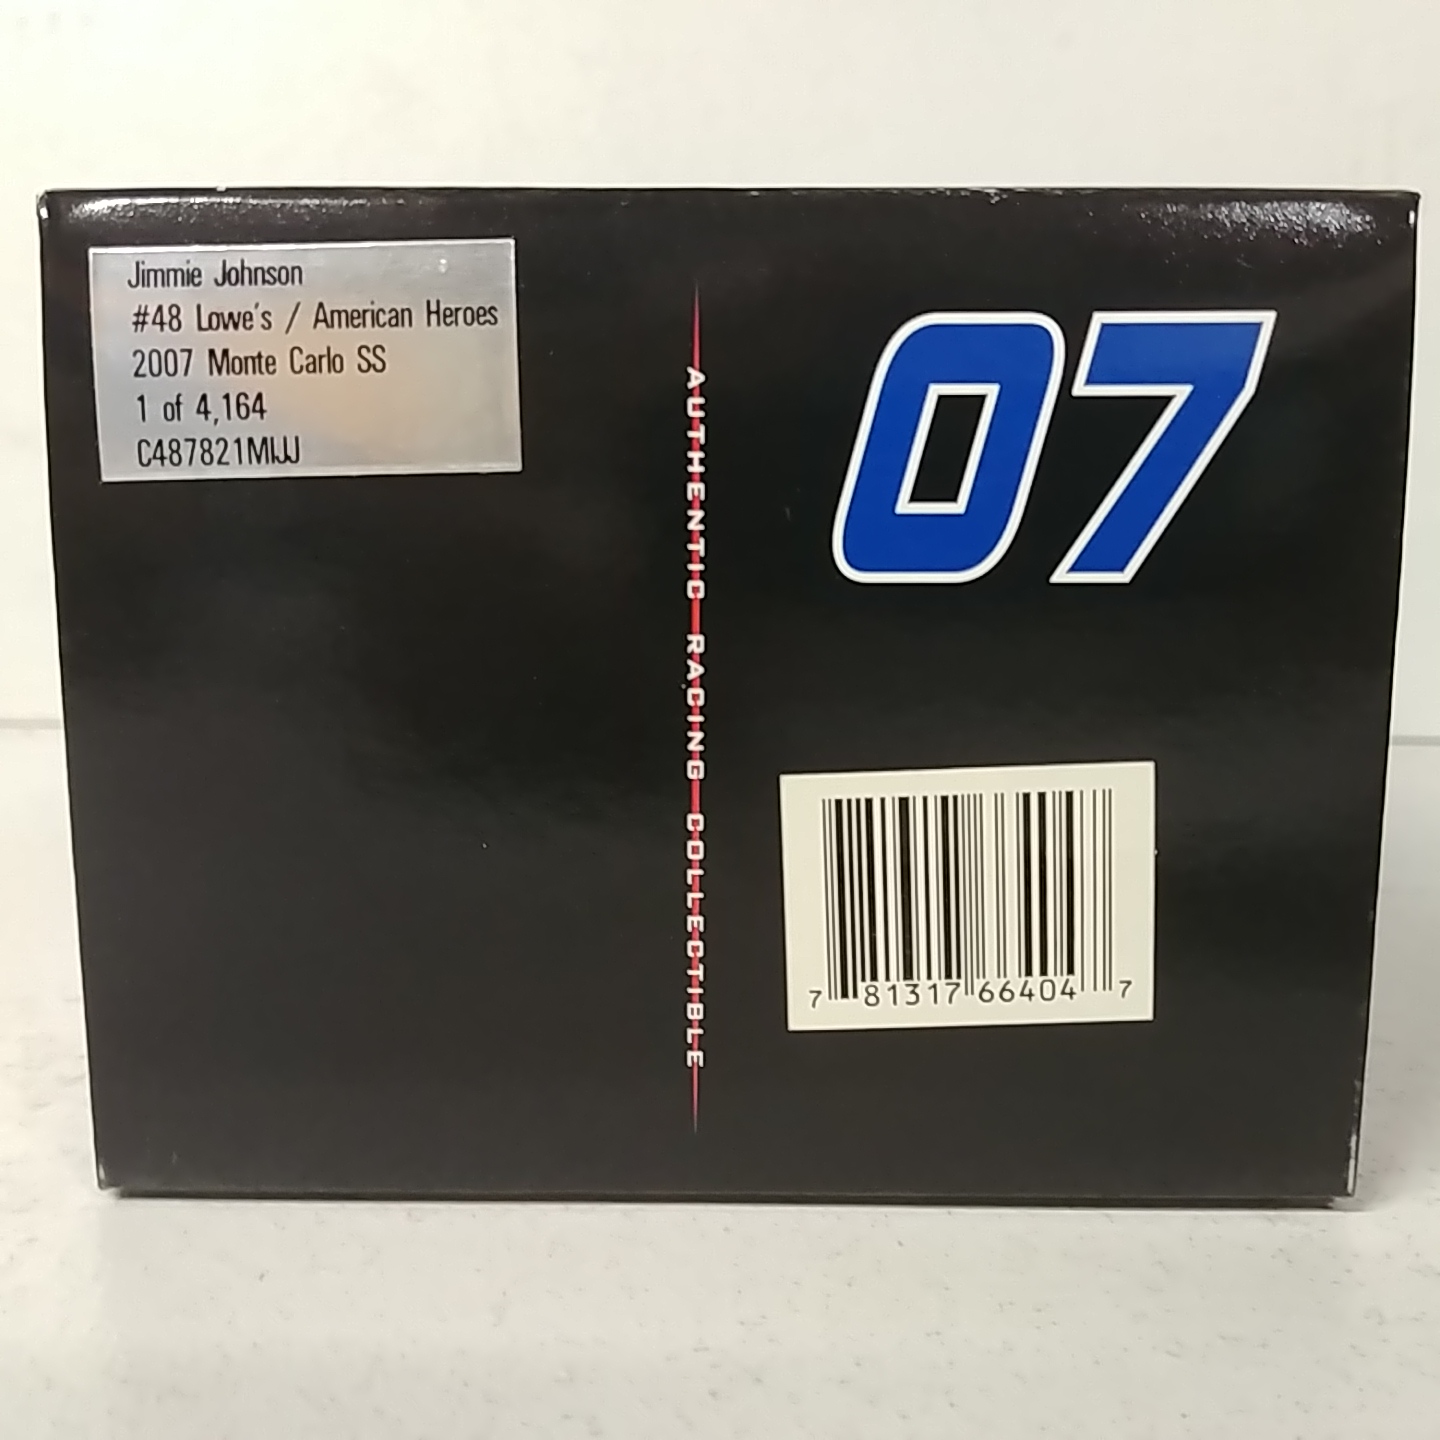 Jimmie Johnson
#48 Lowe's / American Heroes
2007 Monte Carlo SS
1 of 4,164
C487821MIJJ
AUTHENTIC RACING COLLECTIBLE
07
7 81317 66404 7